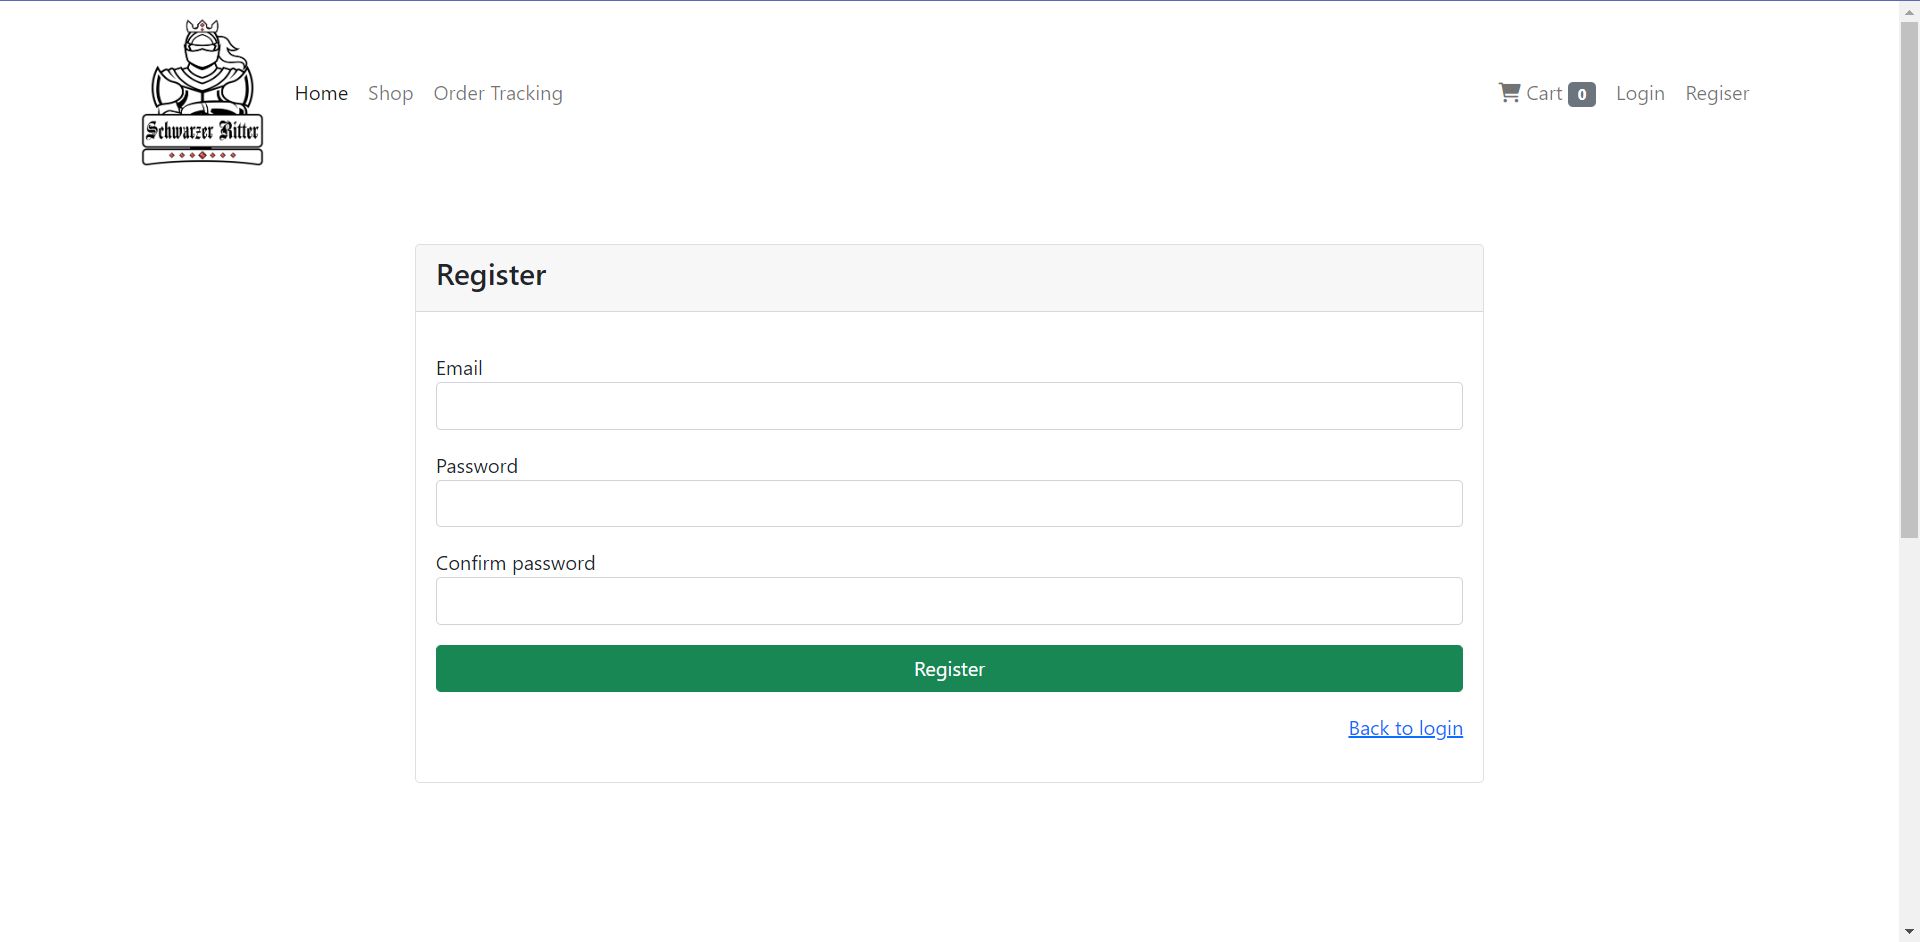 Schwarzer Ritter
Home Shop Order Tracking
Cart 0 Login Regiser
Register
Email
Password
Confirm password
Register
Back to login